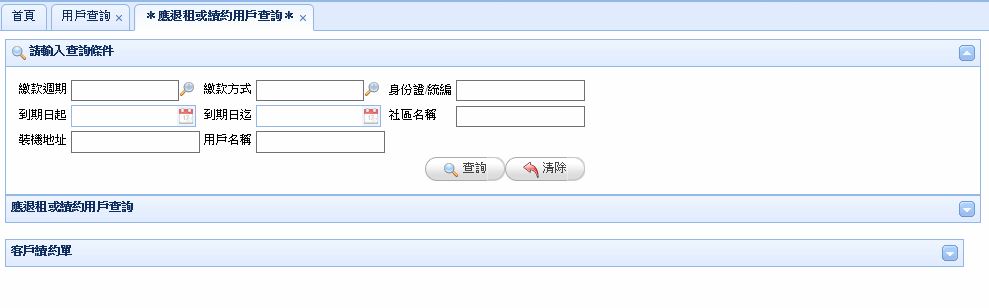 首頁 用戶查詢 × ＊應退租或續約用戶查詢＊ ×
請輸入查詢條件
繳款週期 繳款方式 身份證/統編
到期日起 到期日迄 社區名稱
裝機地址 用戶名稱
查詢 清除
應退租或續約用戶查詢
客戶續約單